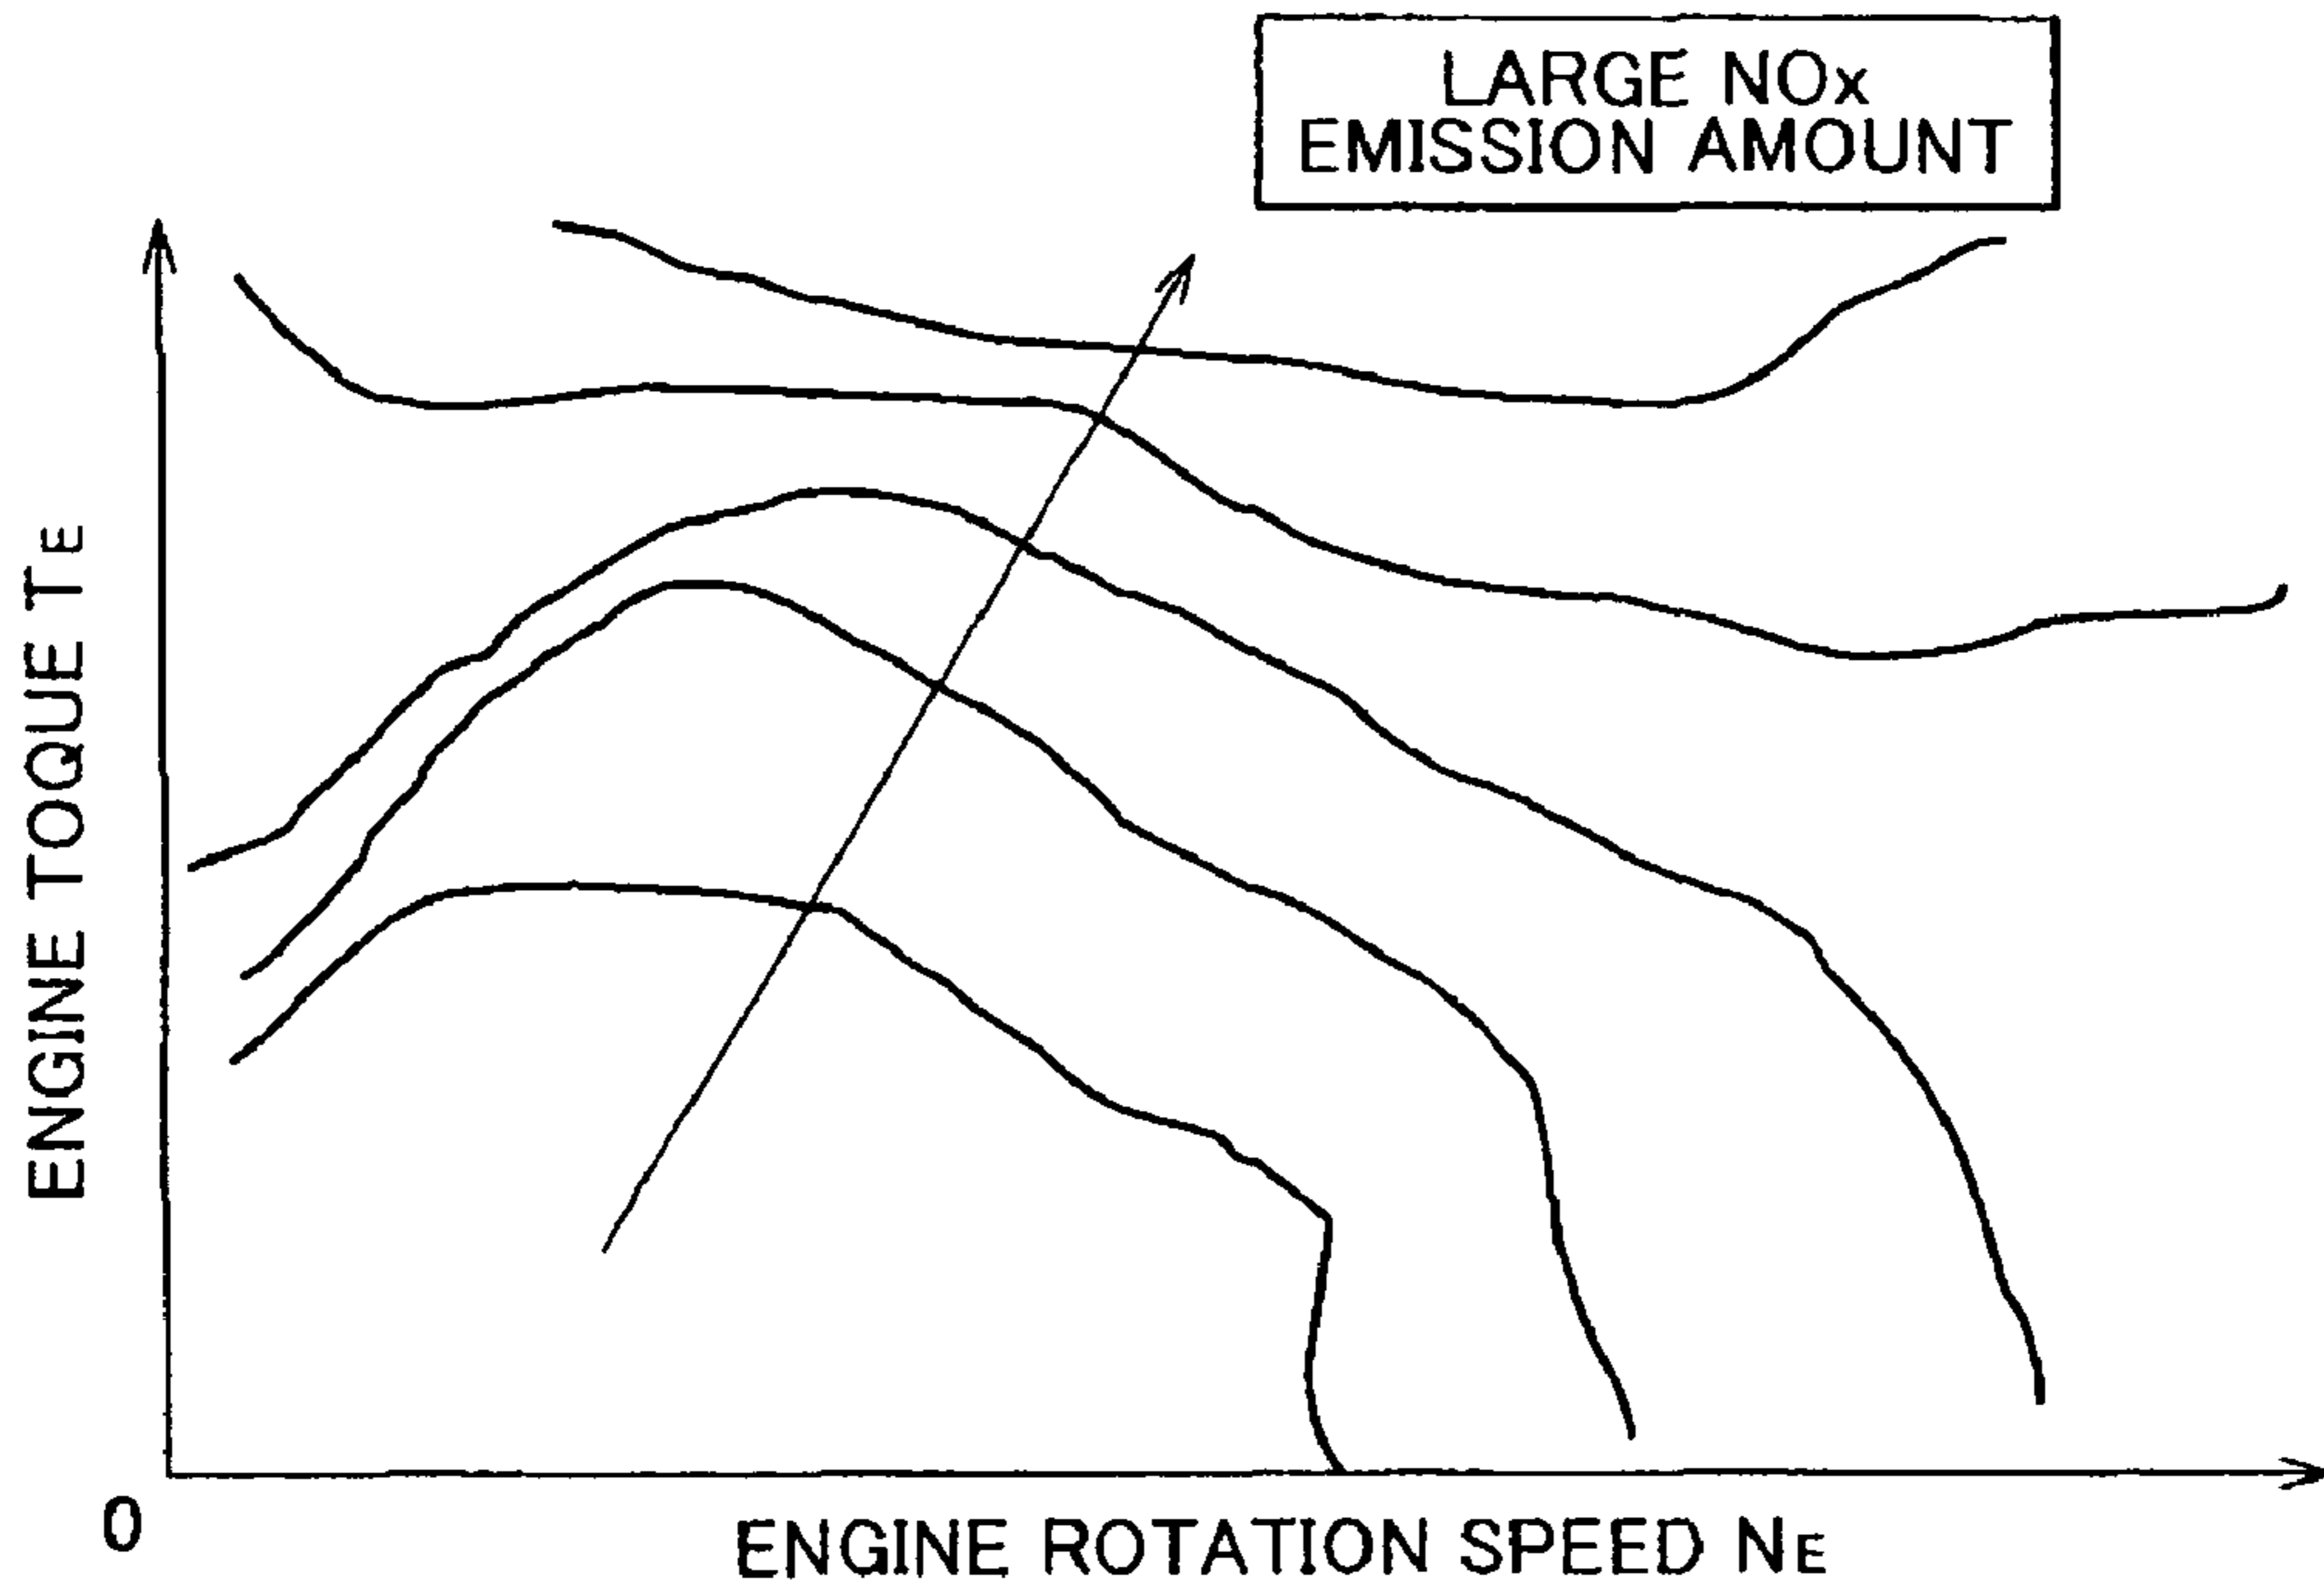 LARGE NOx
EMISSION AMOUNT
ENGINE TOQUE TE
0
ENGINE ROTATION SPEED NE